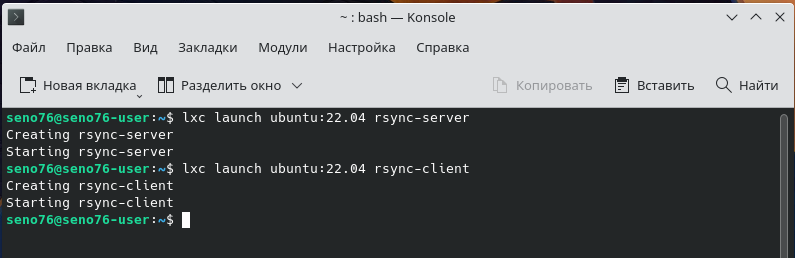 ~ : bash — Konsole
Файл Правка Вид Закладки Модули Настройка Справка
Новая вкладка Разделить окно Копировать Вставить Найти
seno76@seno76-user:~$ lxc launch ubuntu:22.04 rsync-server
Creating rsync-server
Starting rsync-server
seno76@seno76-user:~$ lxc launch ubuntu:22.04 rsync-client
Creating rsync-client
Starting rsync-client
seno76@seno76-user:~$